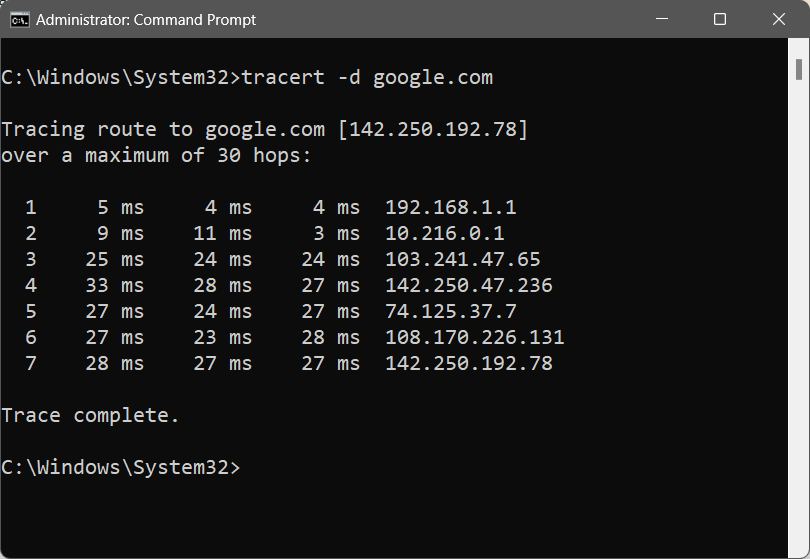 Administrator: Command Prompt
C:\Windows\System32>tracert -d google.com
Tracing route to google.com [142.250.192.78]
over a maximum of 30 hops:
1 5 ms 4 ms 4 ms 192.168.1.1
2 9 ms 11 ms 3 ms 10.216.0.1
3 25 ms 24 ms 24 ms 103.241.47.65
4 33 ms 28 ms 27 ms 142.250.47.236
5 27 ms 24 ms 27 ms 74.125.37.7
6 27 ms 23 ms 28 ms 108.170.226.131
7 28 ms 27 ms 27 ms 142.250.192.78
Trace complete.
C:\Windows\System32>